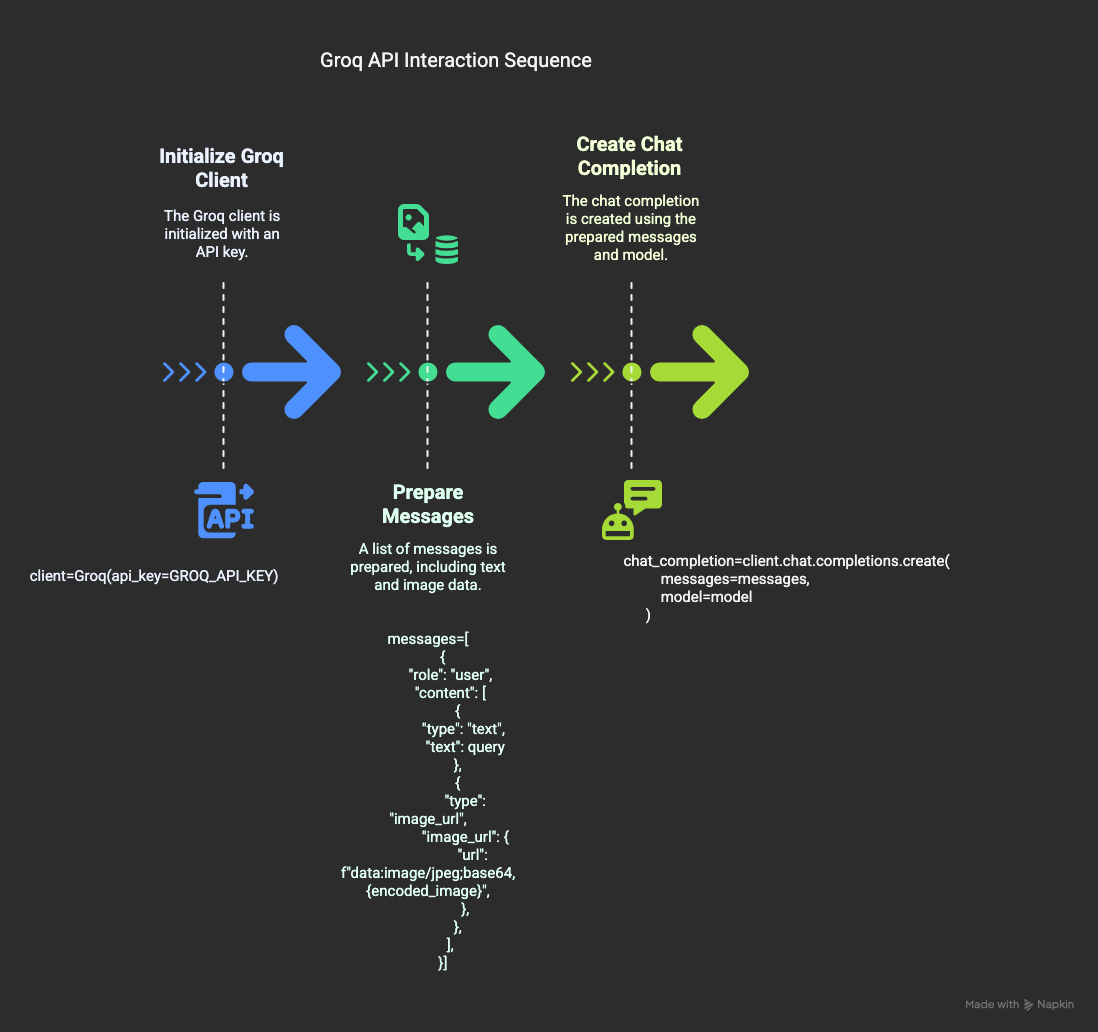 Groq API Interaction Sequence
Initialize Groq
Client
The Groq client is
initialized with an
API key.
API
client=Groq(api_key=GROQ_API_KEY)
Prepare
Messages
A list of messages is
prepared, including text
and image data.
messages=[
{
"role": "user",
"content": [
{
"type": "text",
"text": query
},
{
"type":
"image_url",
"image_url": {
"url":
f"data:image/jpeg;base64,
{encoded_image}",
},
},
],
}]
Create Chat
Completion
The chat completion
is created using the
prepared messages
and model.
chat_completion=client.chat.completions.create(
messages=messages,
model=model
)
Made with Napkin